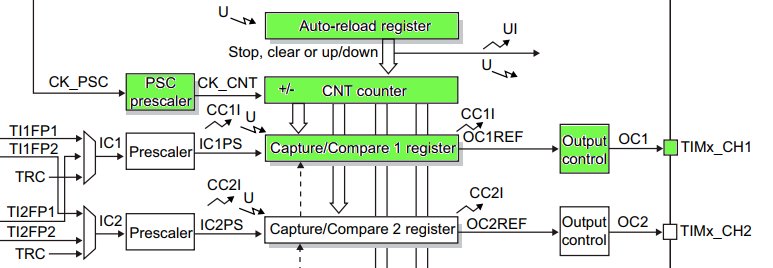 U
Auto-reload register
UI
Stop, clear or up/down
U
CK_PSC
PSC
prescaler
CK_CNT
+/-
CNT counter
CC1I
U
CC1I
TI1FP1
TI1FP2
IC1
Prescaler
IC1PS
Capture/Compare 1 register
OC1REF
Output
control
OC1
TIMx_CH1
TRC
CC2I
U
CC2I
TI2FP1
TI2FP2
IC2
Prescaler
IC2PS
Capture/Compare 2 register
OC2REF
Output
control
OC2
TIMx_CH2
TRC